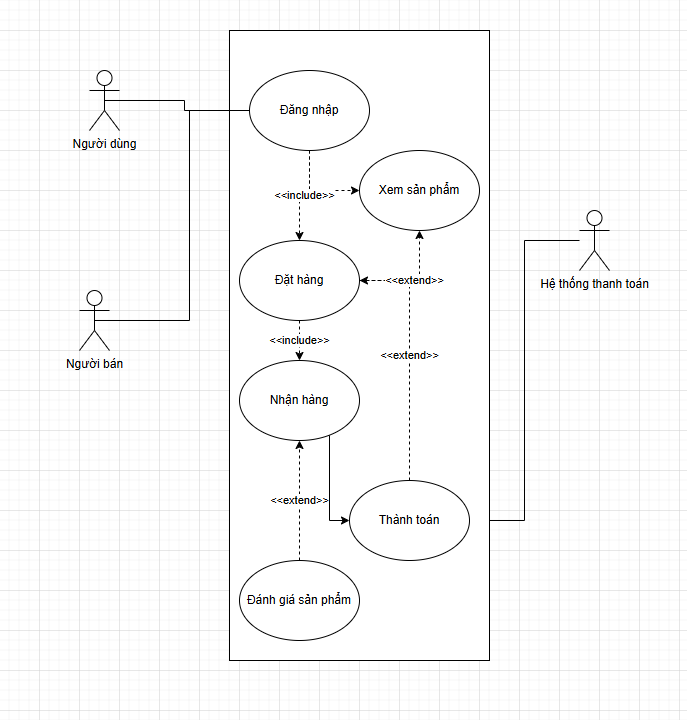 Đăng nhập
Người dùng
<<include>>
Xem sản phẩm
Đặt hàng
<<extend>>
Hệ thống thanh toán
<<include>>
<<extend>>
Người bán
Nhận hàng
<<extend>>
Thành toán
Đánh giá sản phẩm